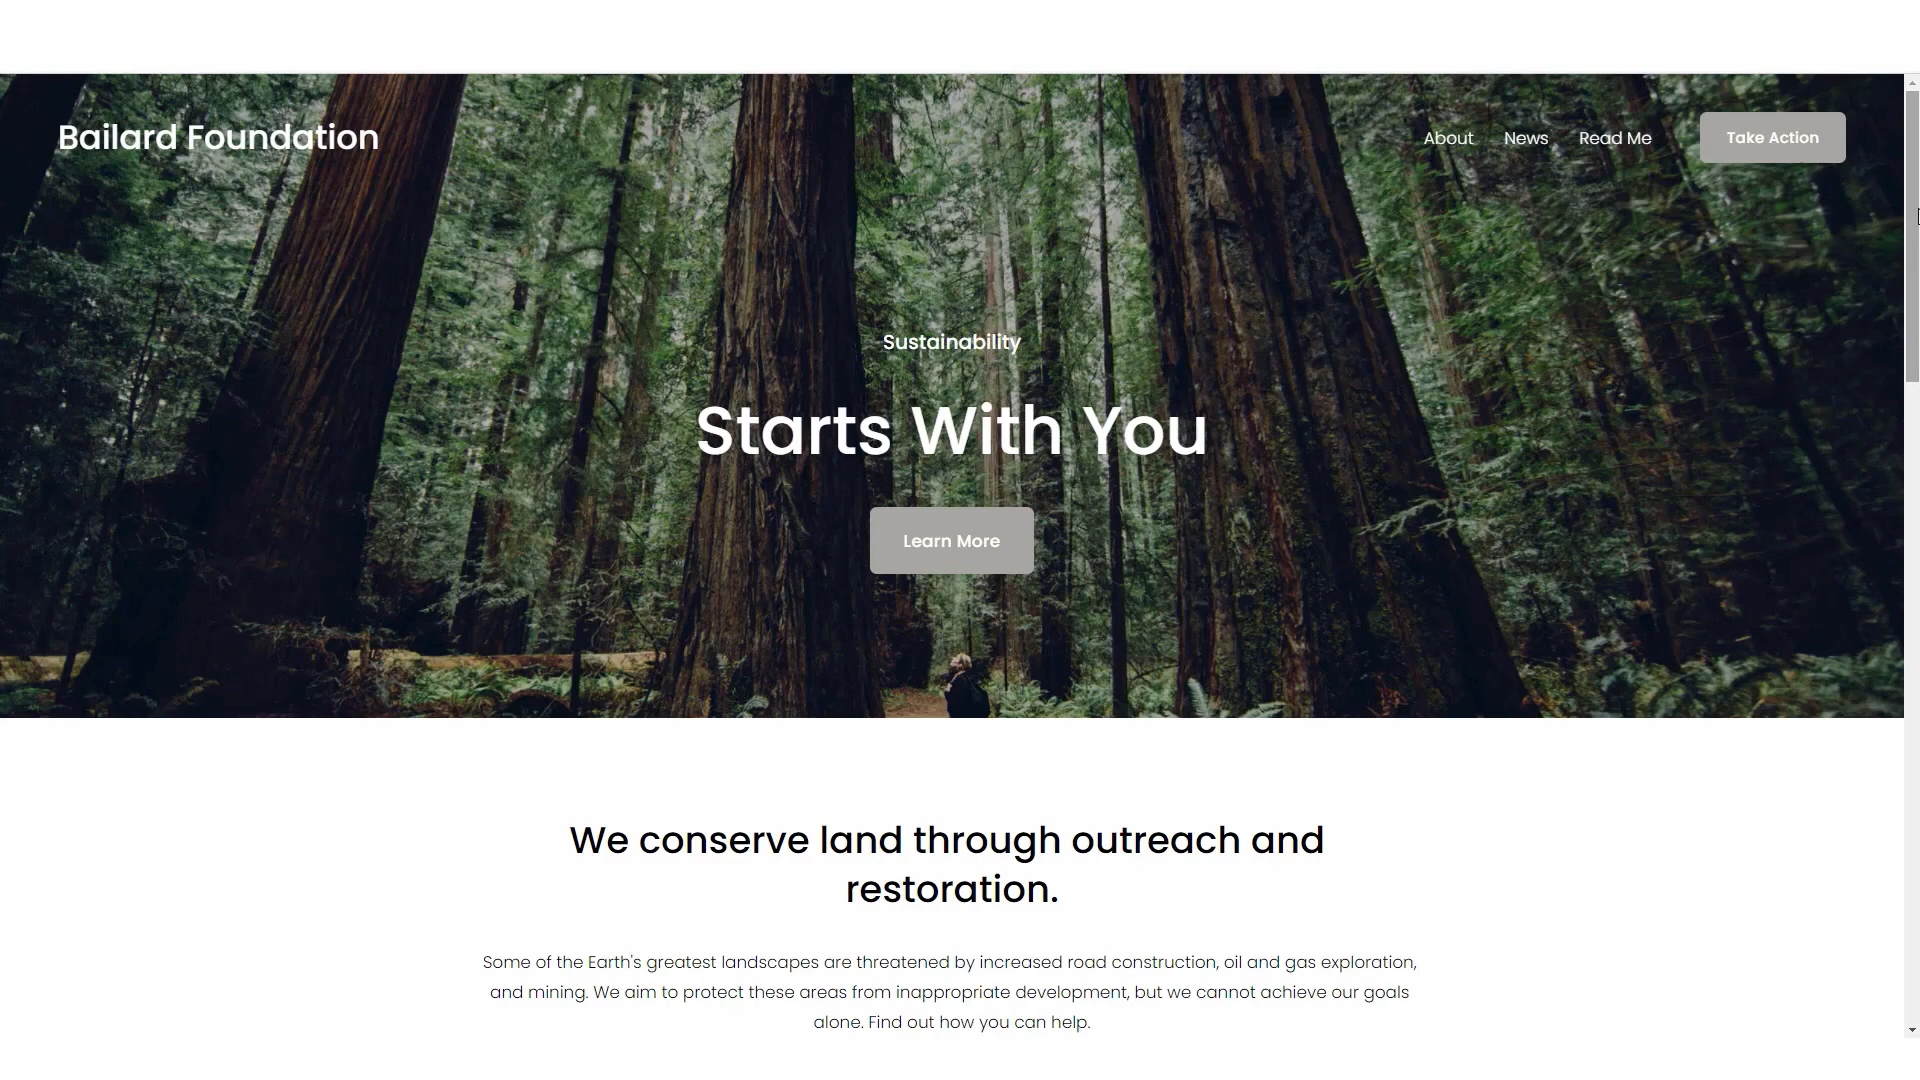 Bailard Foundation
About News Read Me Take Action
Sustainability
Starts With You
Learn More
We conserve land through outreach and
restoration.
Some of the Earth's greatest landscapes are threatened by increased road construction, oil and gas exploration,
and mining. We aim to protect these areas from inappropriate development, but we cannot achieve our goals
alone. Find out how you can help.